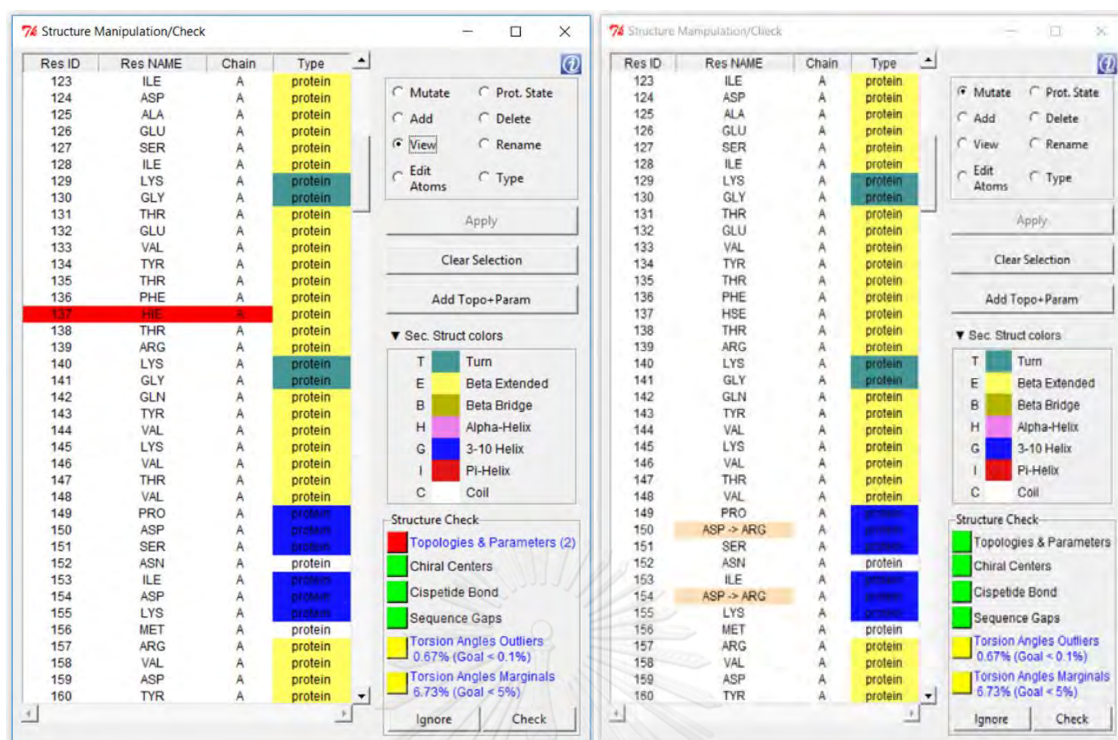 Structure Manipulation/Check
Res ID Res NAME Chain Type
123 ILE A protein
124 ASP A protein
125 ALA A protein
126 GLU A protein
127 SER A protein
128 ILE A protein
129 LYS A protein
130 GLY A protein
131 THR A protein
132 GLU A protein
133 VAL A protein
134 TYR A protein
135 THR A protein
136 PHE A protein
137 HIE A protein
138 THR A protein
139 ARG A protein
140 LYS A protein
141 GLY A protein
142 GLN A protein
143 TYR A protein
144 VAL A protein
145 LYS A protein
146 VAL A protein
147 THR A protein
148 VAL A protein
149 PRO A protein
150 ASP A protein
151 SER A protein
152 ASN A protein
153 ILE A protein
154 ASP A protein
155 LYS A protein
156 MET A protein
157 ARG A protein
158 VAL A protein
159 ASP A protein
160 TYR A protein
Mutate Prot. State
Add Delete
View Rename
Edit Atoms Type
Apply
Clear Selection
Add Topo+Param
▼ Sec. Struct colors
T Turn
E Beta Extended
B Beta Bridge
H Alpha-Helix
G 3-10 Helix
I Pi-Helix
C Coil
Structure Check
Topologies & Parameters (2)
Chiral Centers
Cispetide Bond
Sequence Gaps
Torsion Angles Outliers
0.67% (Goal < 0.1%)
Torsion Angles Marginals
6.73% (Goal < 5%)
Ignore Check
Structure Manipulation/Check
Res ID Res NAME Chain Type
123 ILE A protein
124 ASP A protein
125 ALA A protein
126 GLU A protein
127 SER A protein
128 ILE A protein
129 LYS A protein
130 GLY A protein
131 THR A protein
132 GLU A protein
133 VAL A protein
134 TYR A protein
135 THR A protein
136 PHE A protein
137 HSE A protein
138 THR A protein
139 ARG A protein
140 LYS A protein
141 GLY A protein
142 GLN A protein
143 TYR A protein
144 VAL A protein
145 LYS A protein
146 VAL A protein
147 THR A protein
148 VAL A protein
149 PRO A protein
150 ASP -> ARG A protein
151 SER A protein
152 ASN A protein
153 ILE A protein
154 ASP -> ARG A protein
155 LYS A protein
156 MET A protein
157 ARG A protein
158 VAL A protein
159 ASP A protein
160 TYR A protein
Mutate Prot. State
Add Delete
View Rename
Edit Atoms Type
Apply
Clear Selection
Add Topo+Param
▼ Sec. Struct colors
T Turn
E Beta Extended
B Beta Bridge
H Alpha-Helix
G 3-10 Helix
I Pi-Helix
C Coil
Structure Check
Topologies & Parameters
Chiral Centers
Cispetide Bond
Sequence Gaps
Torsion Angles Outliers
0.67% (Goal < 0.1%)
Torsion Angles Marginals
6.73% (Goal < 5%)
Ignore Check